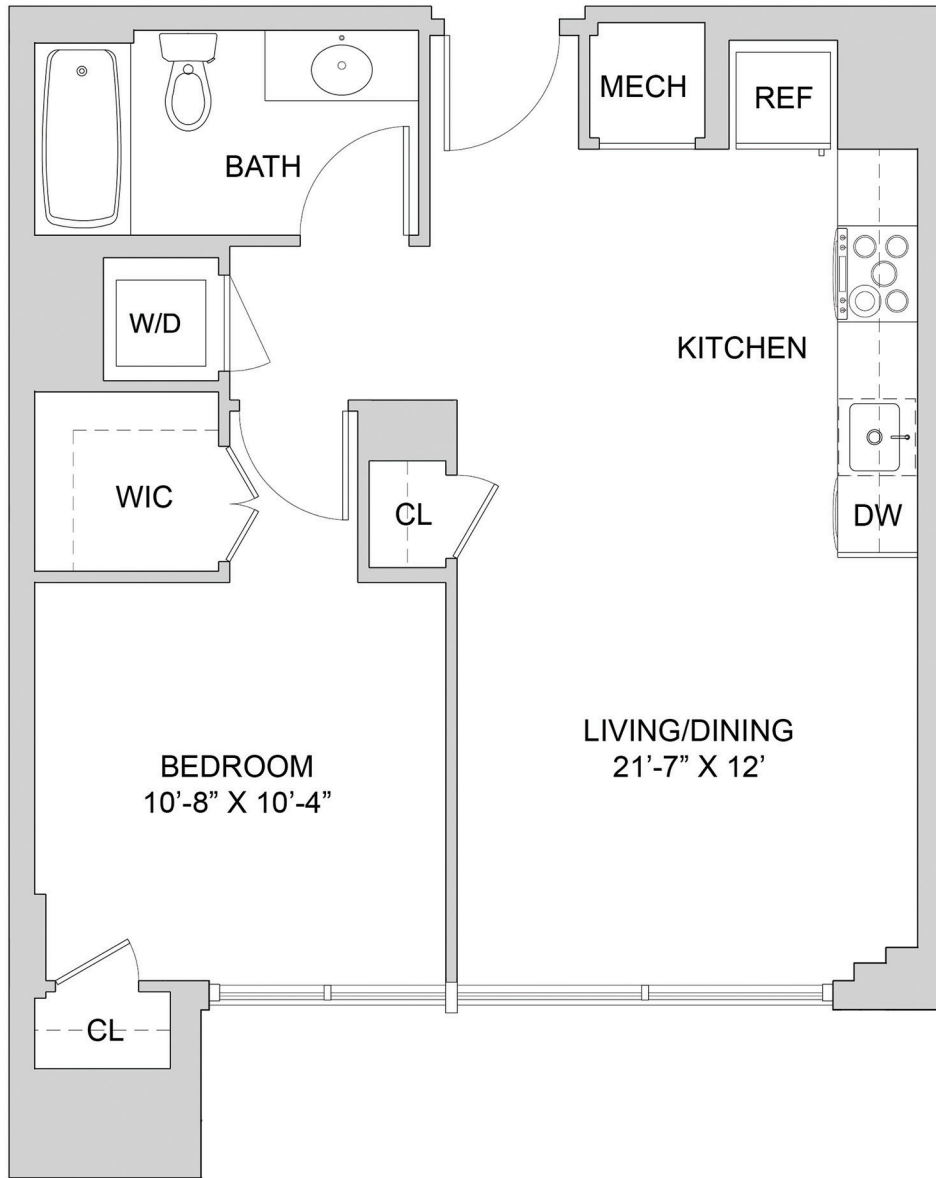 MECH
REF
BATH
W/D
KITCHEN
WIC
CL
DW
LIVING/DINING
21’-7” X 12’
BEDROOM
10’-8” X 10’-4”
CL